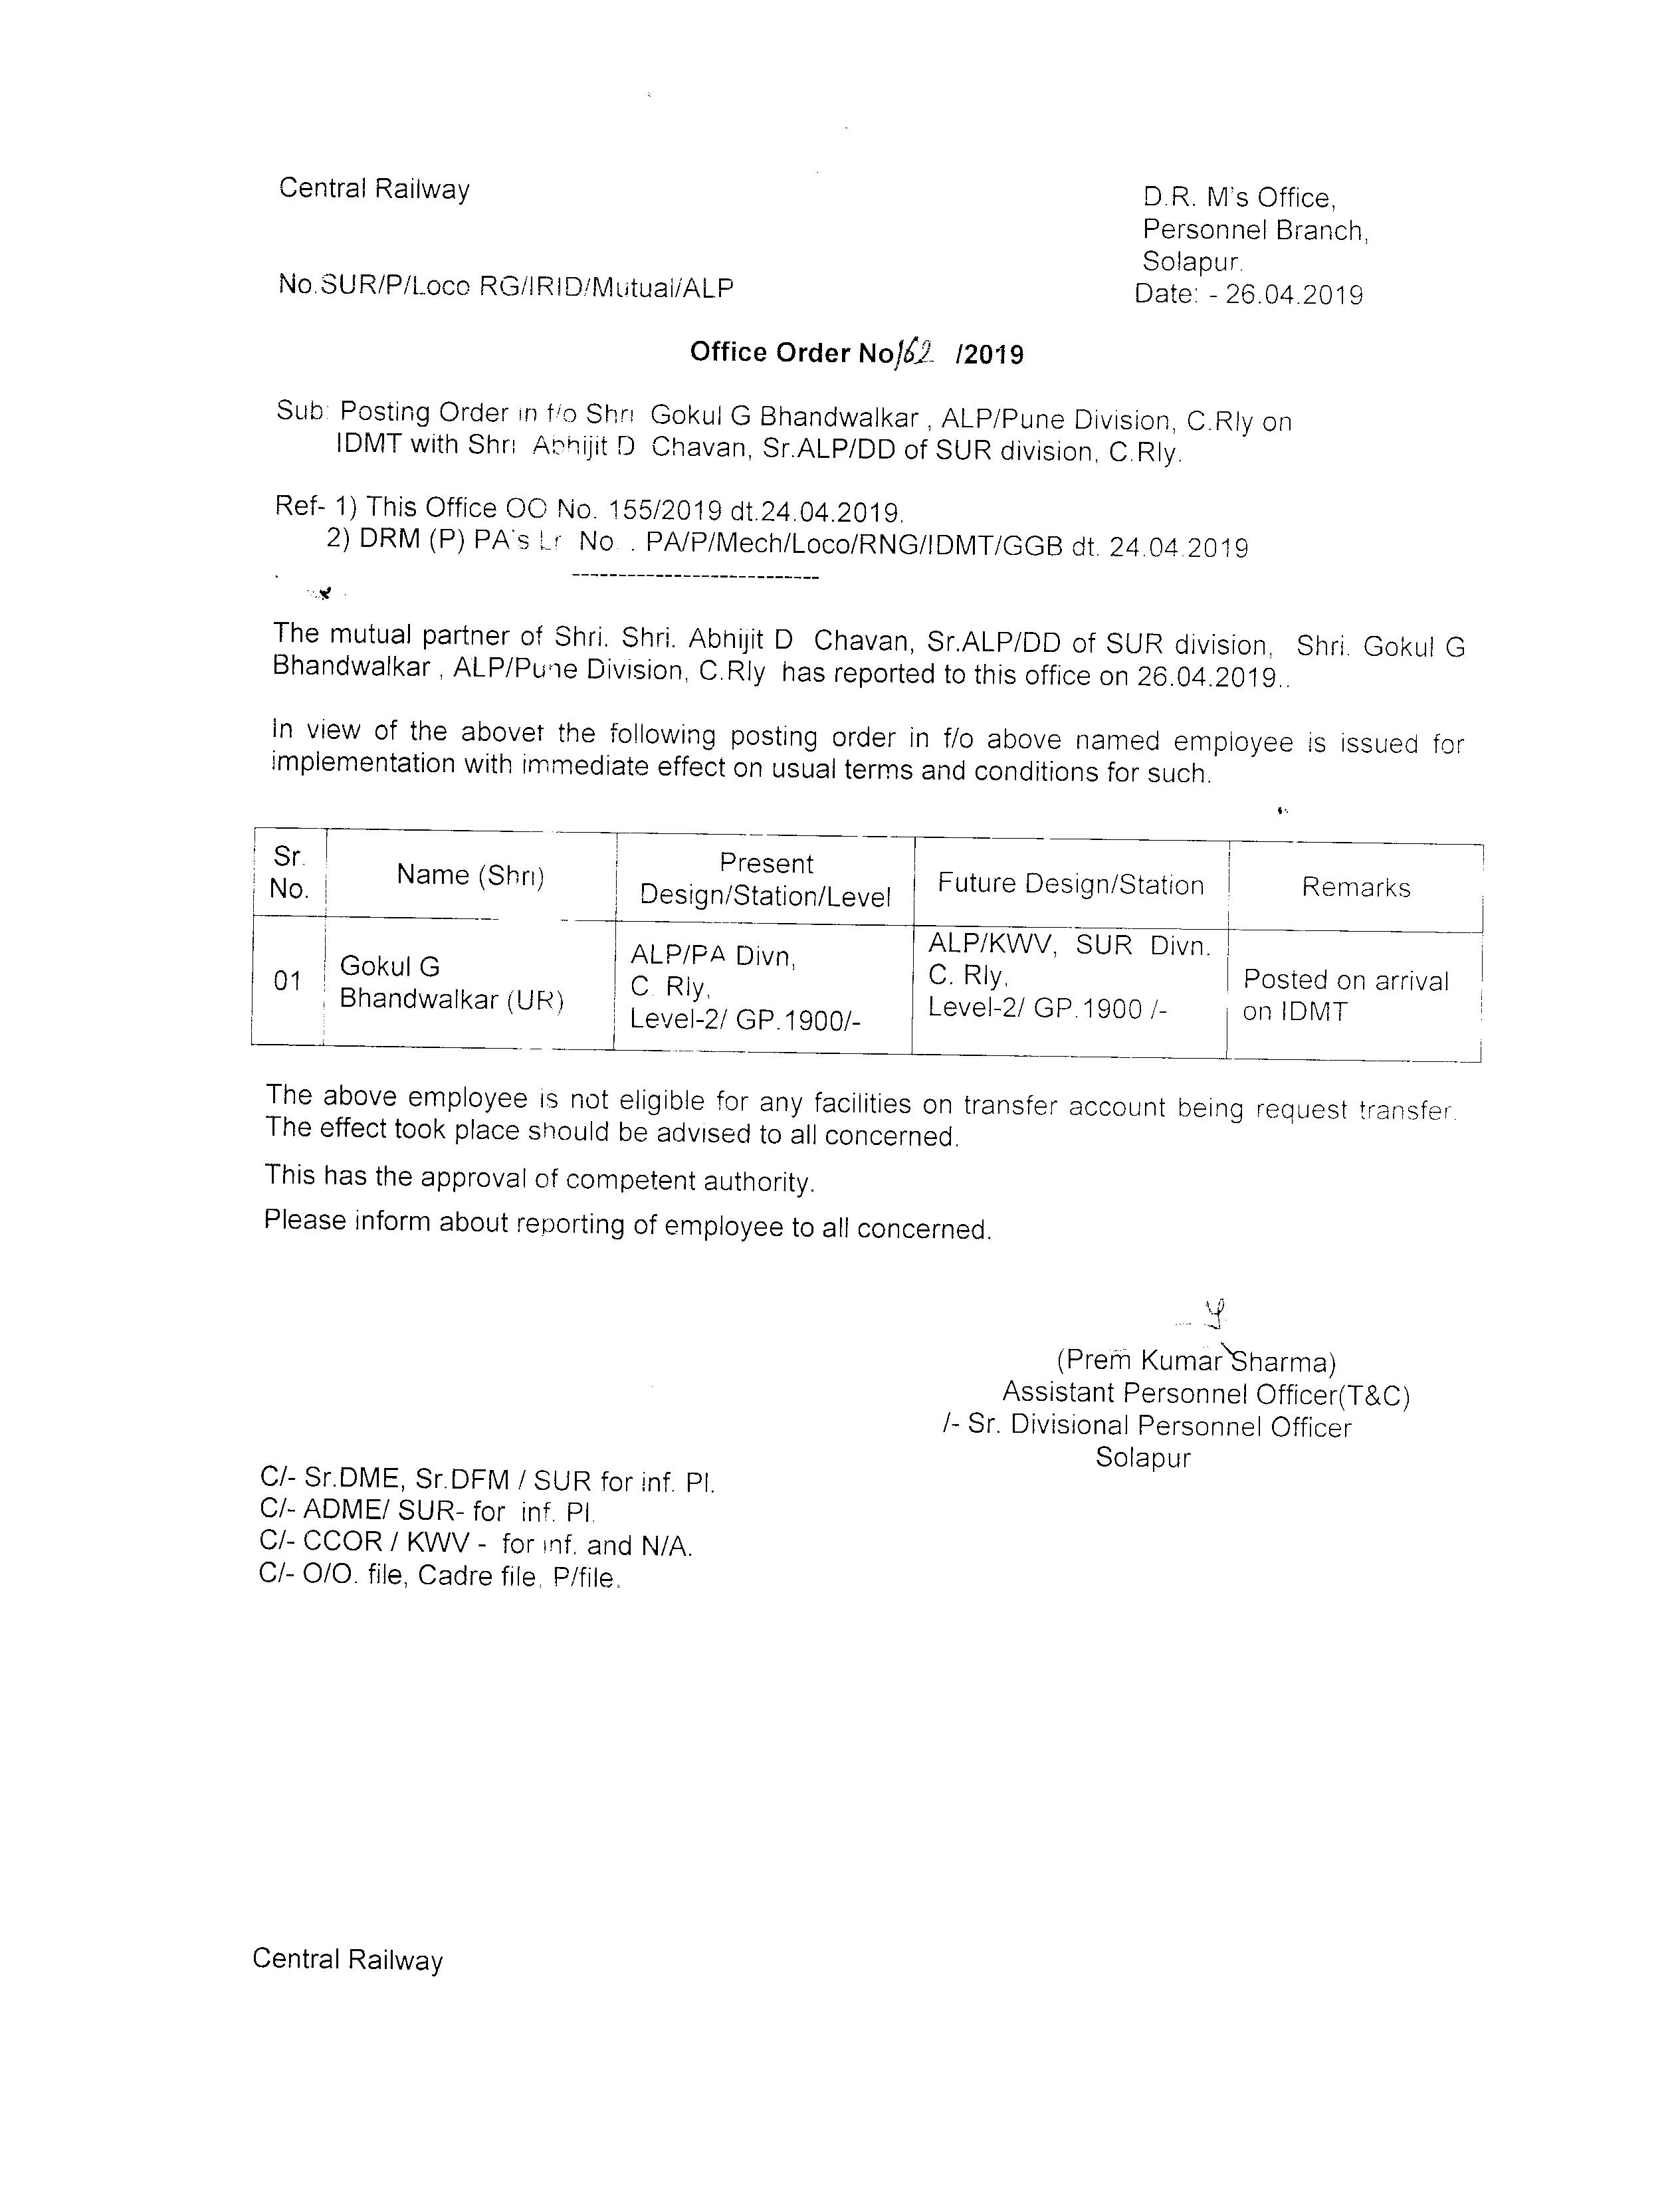 Central Railway
D.R. M's Office,
Personnel Branch,
Solapur.
No.SUR/P/Loco RG/IRID/Mutual/ALP
Date: - 26.04.2019
Office Order No 162 /2019
Sub: Posting Order in f/o Shri Gokul G Bhandwalkar , ALP/Pune Division, C.Rly on
IDMT with Shri Abhijit D Chavan, Sr.ALP/DD of SUR division, C.Rly.
Ref- 1) This Office OO No. 155/2019 dt.24.04.2019.
2) DRM (P) PA's Lr No. . PA/P/Mech/Loco/RNG/IDMT/GGB dt. 24.04.2019
---------------------------
The mutual partner of Shri. Shri. Abhijit D Chavan, Sr.ALP/DD of SUR division, Shri. Gokul G
Bhandwalkar , ALP/Pune Division, C.Rly has reported to this office on 26.04.2019..
In view of the abovet the following posting order in f/o above named employee is issued for
implementation with immediate effect on usual terms and conditions for such.
Sr. No. Name (Shri) Present Design/Station/Level Future Design/Station Remarks
01 Gokul G Bhandwalkar (UR) ALP/PA Divn, C. Rly, Level-2/ GP.1900/- ALP/KWV, SUR Divn. C. Rly, Level-2/ GP.1900 /- Posted on arrival on IDMT
The above employee is not eligible for any facilities on transfer account being request transfer.
The effect took place should be advised to all concerned.
This has the approval of competent authority.
Please inform about reporting of employee to all concerned.
(Prem Kumar Sharma)
Assistant Personnel Officer(T&C)
/- Sr. Divisional Personnel Officer
Solapur
C/- Sr.DME, Sr.DFM / SUR for inf. Pl.
C/- ADME/ SUR- for inf. Pl.
C/- CCOR / KWV - for inf. and N/A.
C/- O/O. file, Cadre file, P/file.
Central Railway